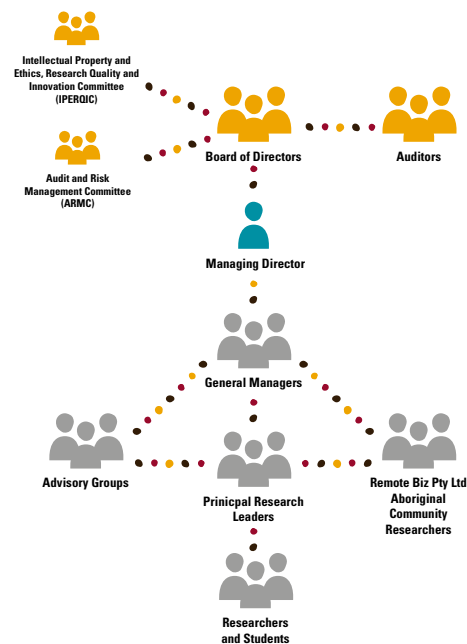 Intellectual Property and
Ethics, Research Quality and
Innovation Committee
(IPERQIC)
Board of Directors
Auditors
Audit and Risk
Management Committee
(ARMC)
Managing Director
General Managers
Advisory Groups
Prinicpal Research
Leaders
Remote Biz Pty Ltd
Aboriginal
Community
Researchers
Researchers
and Students